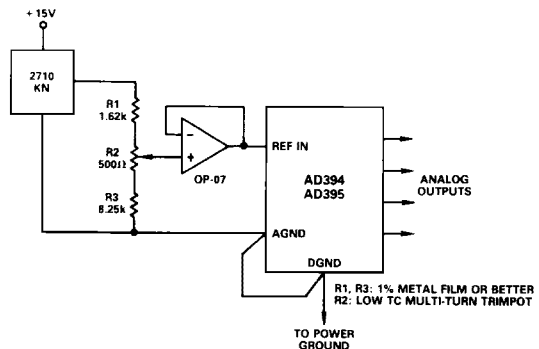 + 15V
2710
KN
R1
1.62k
R2
500Ω
R3
8.25k
-
+
OP-07
REF IN
AD394
AD395
AGND
DGND
ANALOG
OUTPUTS
R1, R3: 1% METAL FILM OR BETTER
R2: LOW TC MULTI-TURN TRIMPOT
TO POWER
GROUND